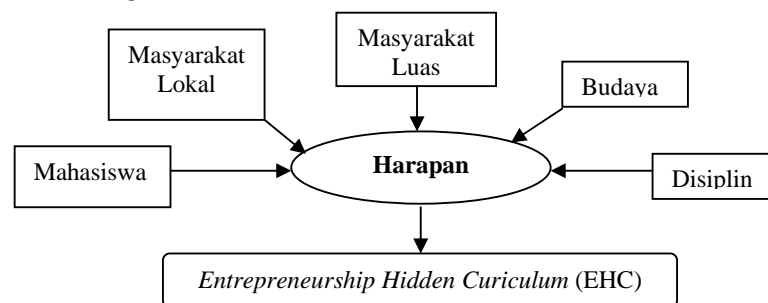 Masyarakat
Luas
Masyarakat
Lokal
Budaya
Mahasiswa
Harapan
Disiplin
Entrepreneurship Hidden Curiculum (EHC)